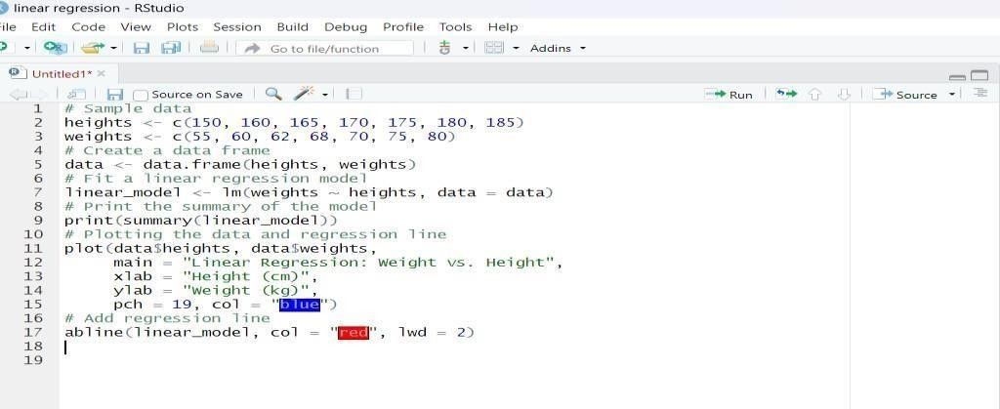 linear regression - RStudio
File Edit Code View Plots Session Build Debug Profile Tools Help
Go to file/function Addins
Untitled1*
Source on Save Run Source
1 # Sample data
2 heights <- c(150, 160, 165, 170, 175, 180, 185)
3 weights <- c(55, 60, 62, 68, 70, 75, 80)
4 # Create a data frame
5 data <- data.frame(heights, weights)
6 # Fit a linear regression model
7 linear_model <- lm(weights ~ heights, data = data)
8 # Print the summary of the model
9 print(summary(linear_model))
10 # Plotting the data and regression line
11 plot(data$heights, data$weights,
12 main = "Linear Regression: Weight vs. Height",
13 xlab = "Height (cm)",
14 ylab = "Weight (kg)",
15 pch = 19, col = "blue")
16 # Add regression line
17 abline(linear_model, col = "red", lwd = 2)
18
19